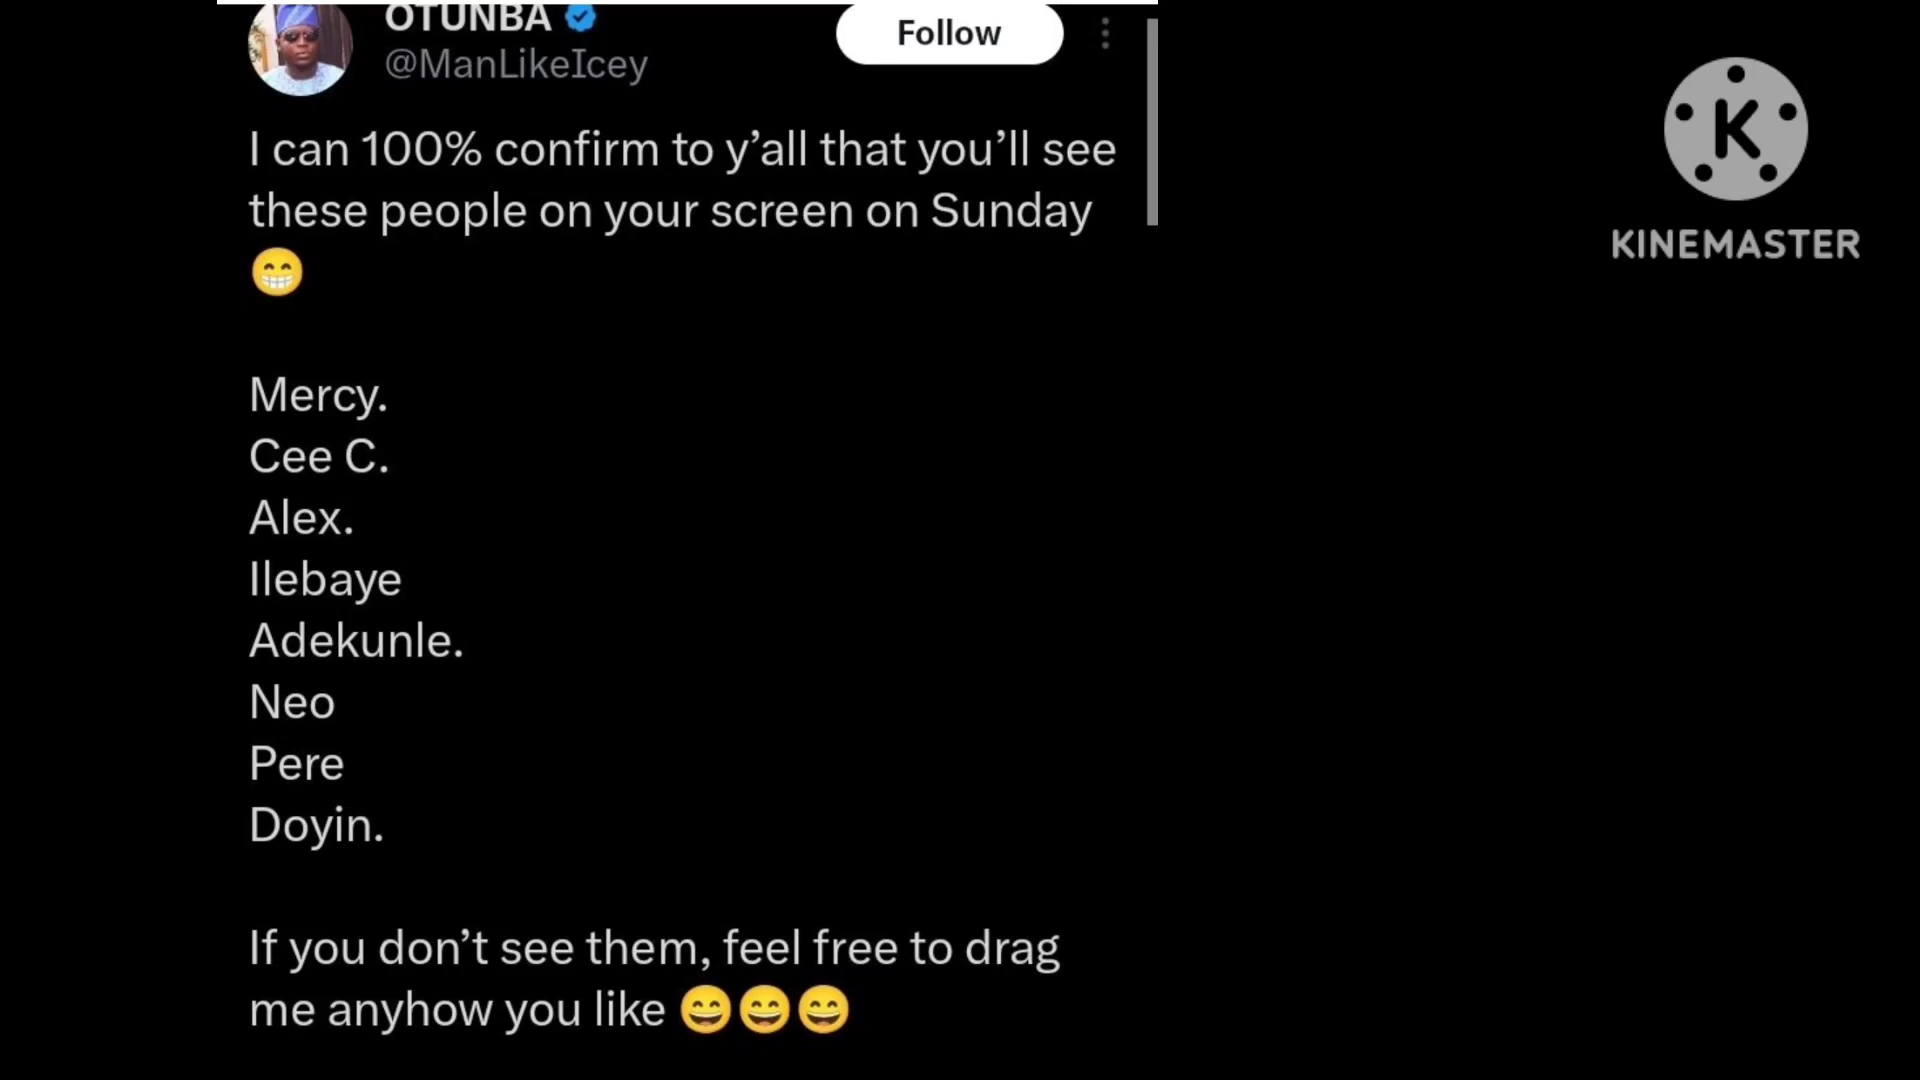 OTUNBA
@ManLikeIcey
Follow
I can 100% confirm to y’all that you’ll see
these people on your screen on Sunday
😁
Mercy.
Cee C.
Alex.
Ilebaye
Adekunle.
Neo
Pere
Doyin.
If you don’t see them, feel free to drag
me anyhow you like 😄😄😄
K
KINEMASTER